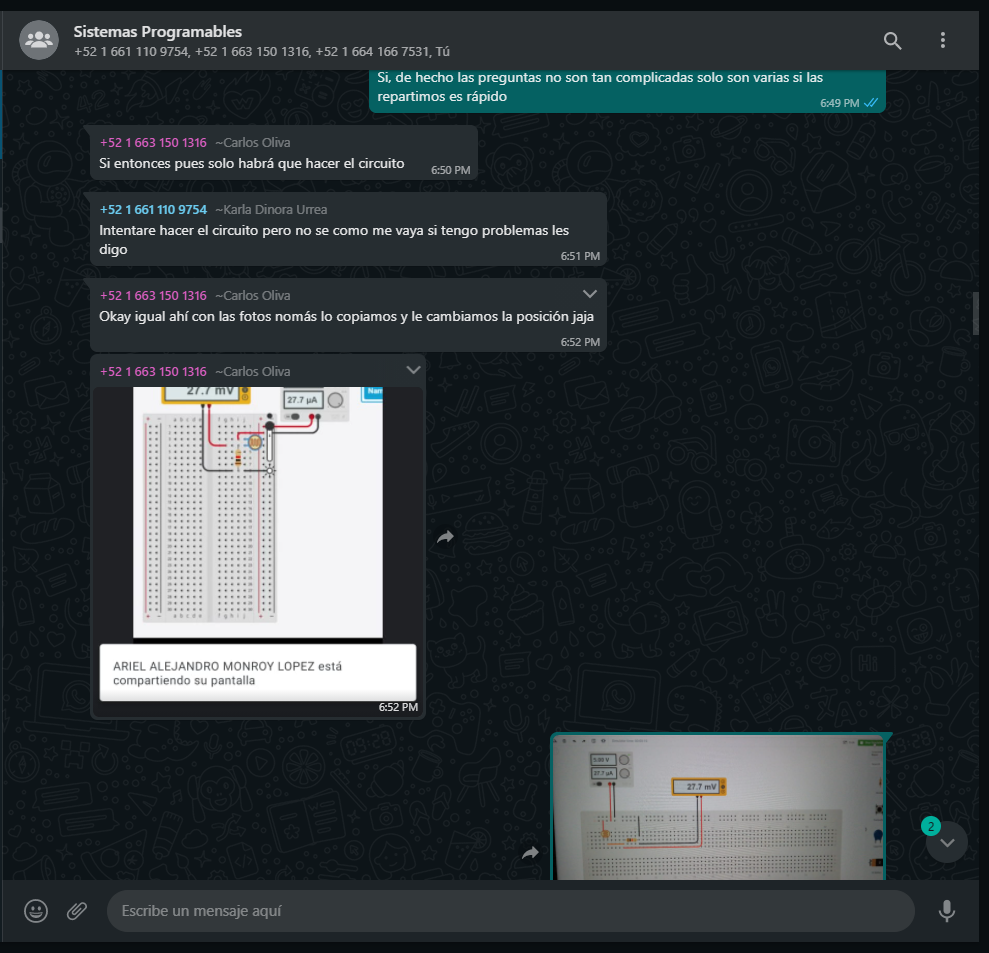 Sistemas Programables
+52 1 661 110 9754, +52 1 663 150 1316, +52 1 664 166 7531, Tú
Si, de hecho las preguntas no son tan complicadas solo son varias si las
repartimos es rápido
6:49 PM
+52 1 663 150 1316 ~Carlos Oliva
Si entonces pues solo habrá que hacer el circuito
6:50 PM
+52 1 661 110 9754 ~Karla Dinora Urrea
Intentare hacer el circuito pero no se como me vaya si tengo problemas les
digo
6:51 PM
+52 1 663 150 1316 ~Carlos Oliva
Okay igual ahí con las fotos nomás lo copiamos y le cambiamos la posición jaja
6:52 PM
+52 1 663 150 1316 ~Carlos Oliva
27.7 mV
27.7 µA
Nam
ARIEL ALEJANDRO MONROY LOPEZ está
compartiendo su pantalla
6:52 PM
5.00 V
27.7 µA
27.7 mV
2
Escribe un mensaje aquí